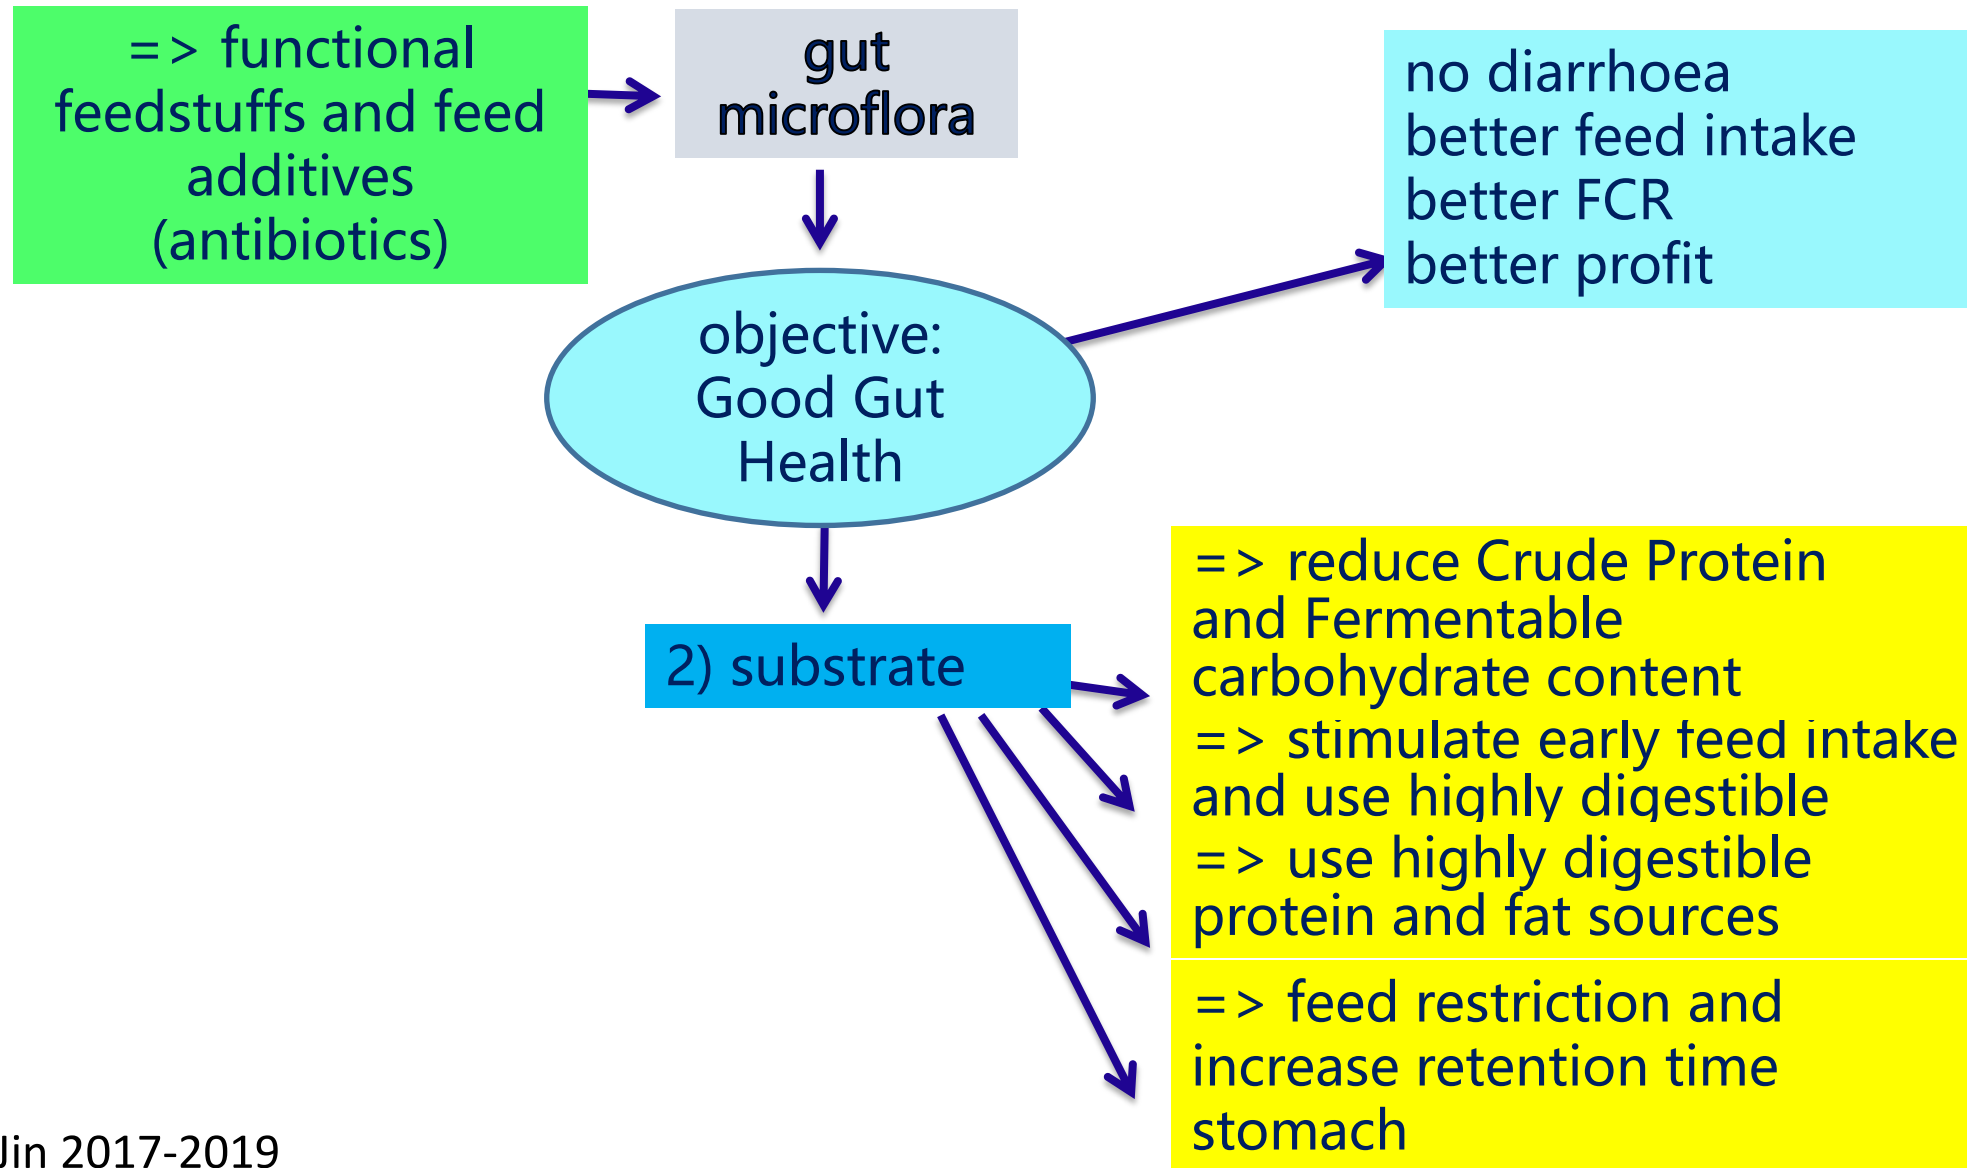 => functional
feedstuffs and feed
additives
(antibiotics)
gut
microflora
no diarrhoea
better feed intake
better FCR
better profit
objective:
Good Gut
Health
2) substrate
=> reduce Crude Protein
and Fermentable
carbohydrate content
=> stimulate early feed intake
and use highly digestible
=> use highly digestible
protein and fat sources
=> feed restriction and
increase retention time
stomach
Jin 2017-2019